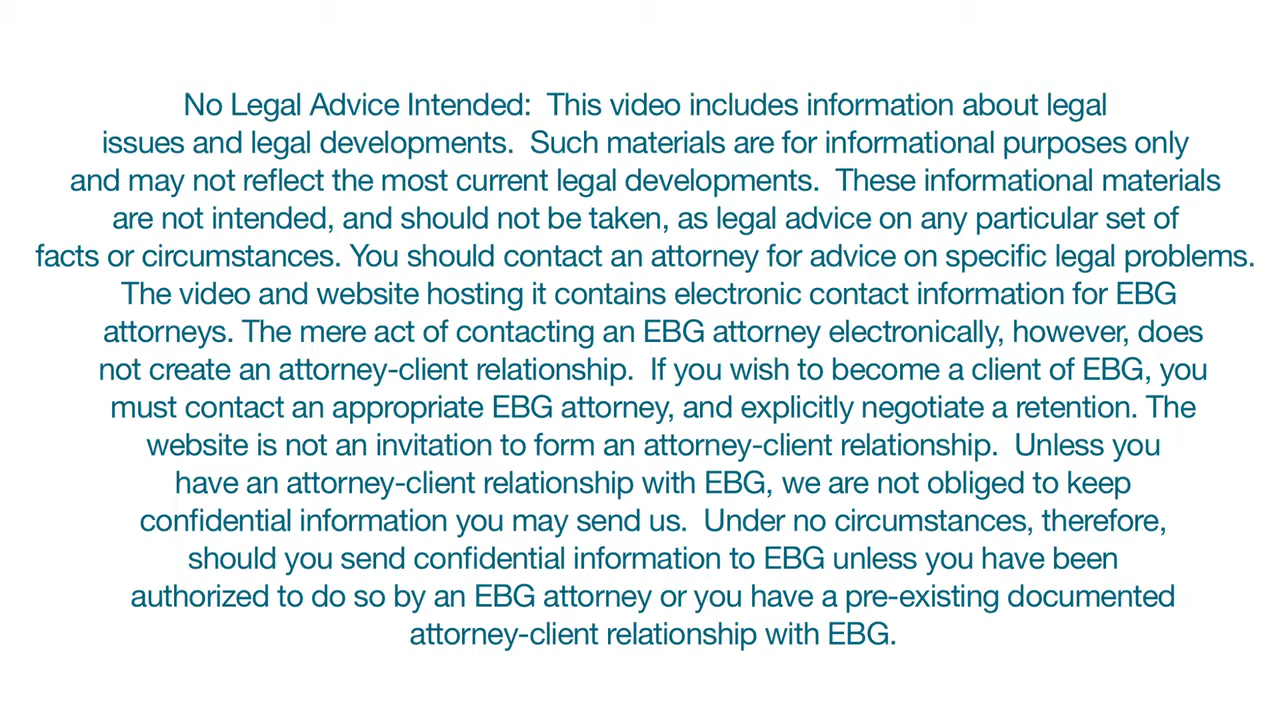 No Legal Advice Intended:  This video includes information about legal
issues and legal developments.  Such materials are for informational purposes only
and may not reflect the most current legal developments.  These informational materials
are not intended, and should not be taken, as legal advice on any particular set of
facts or circumstances. You should contact an attorney for advice on specific legal problems.
The video and website hosting it contains electronic contact information for EBG
attorneys. The mere act of contacting an EBG attorney electronically, however, does
not create an attorney-client relationship.  If you wish to become a client of EBG, you
must contact an appropriate EBG attorney, and explicitly negotiate a retention. The
website is not an invitation to form an attorney-client relationship.  Unless you
have an attorney-client relationship with EBG, we are not obliged to keep
confidential information you may send us.  Under no circumstances, therefore,
should you send confidential information to EBG unless you have been
authorized to do so by an EBG attorney or you have a pre-existing documented
attorney-client relationship with EBG.